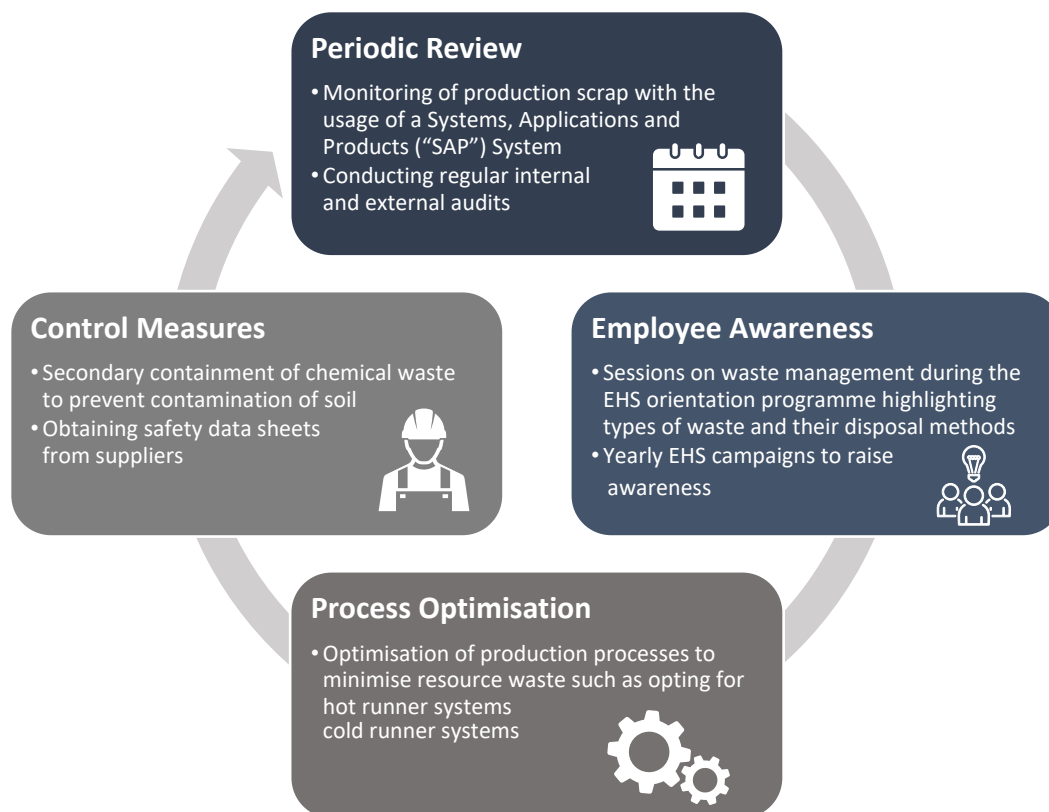 Periodic Review
• Monitoring of production scrap with the
usage of a Systems, Applications and
Products (“SAP”) System
• Conducting regular internal
and external audits
Control Measures
• Secondary containment of chemical waste
to prevent contamination of soil
• Obtaining safety data sheets
from suppliers
Employee Awareness
• Sessions on waste management during the
EHS orientation programme highlighting
types of waste and their disposal methods
• Yearly EHS campaigns to raise
awareness
Process Optimisation
• Optimisation of production processes to
minimise resource waste such as opting for
hot runner systems
cold runner systems